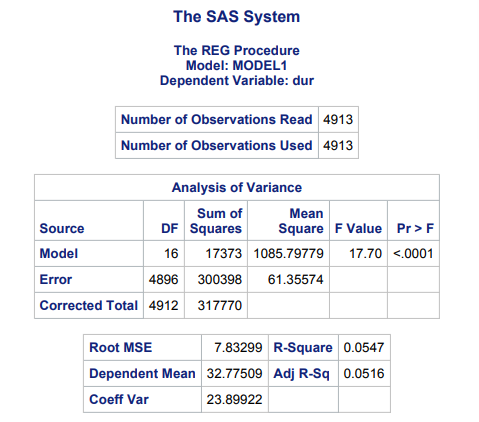 The SAS System
The REG Procedure
Model: MODEL1
Dependent Variable: dur
Number of Observations Read 4913
Number of Observations Used 4913
Analysis of Variance
Source DF Sum of Squares Mean Square F Value Pr > F
Model 16 17373 1085.79779 17.70 <.0001
Error 4896 300398 61.35574
Corrected Total 4912 317770
Root MSE 7.83299 R-Square 0.0547
Dependent Mean 32.77509 Adj R-Sq 0.0516
Coeff Var 23.89922